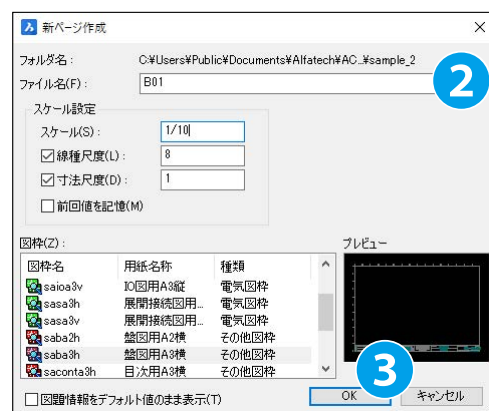 新ページ作成
フォルダ名： C:¥Users¥Public¥Documents¥Alfatech¥AC...¥sample_2
ファイル名(F)： B01
2
スケール設定
スケール(S)： 1/10
線種尺度(L)： 8
寸法尺度(D)： 1
前回値を記憶(M)
図枠(Z)： プレビュー
図枠名 用紙名称 種類
saioa3v IO図用A3縦 電気図枠
sasa3h 展開接続図用... 電気図枠
sasa3v 展開接続図用... 電気図枠
saba2h 盤図用A2横 その他図枠
saba3h 盤図用A3横 その他図枠
saconta3h 目次用A3横 その他図枠
3
図題情報をデフォルト値のまま表示(T) OK キャンセル